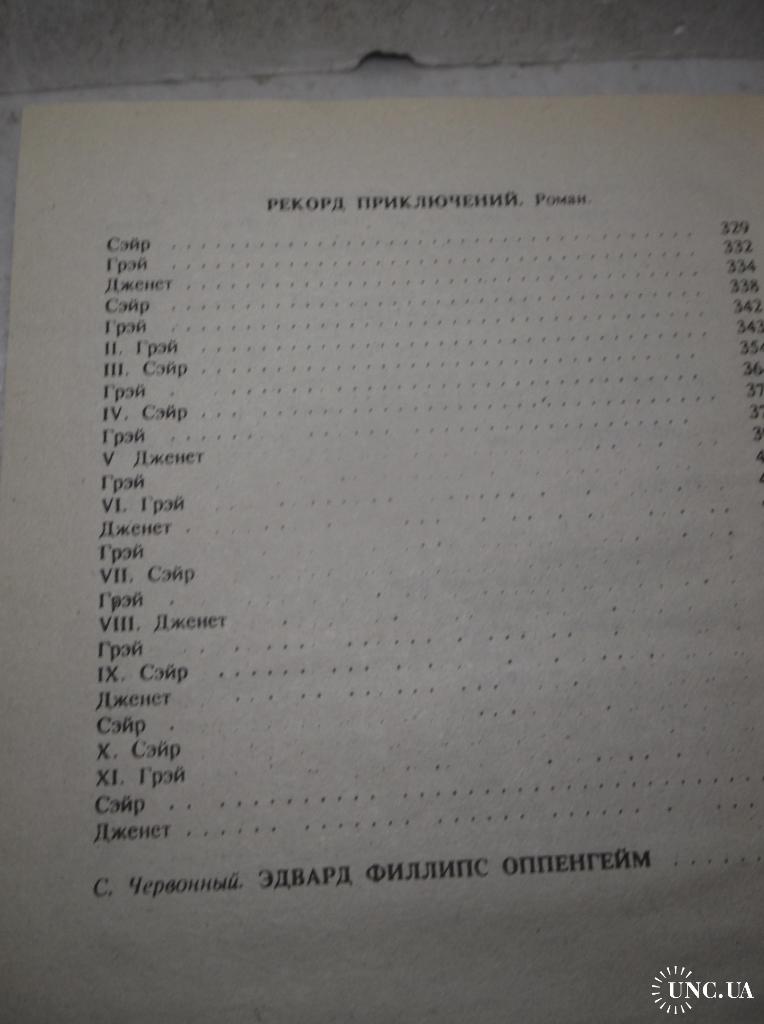 РЕКОРД ПРИКЛЮЧЕНИЙ. Роман.
Сэйр . . . . . . . . . . 329
Грэй . . . . . . . . . . 332
Дженет . . . . . . . . . . 334
Сэйр . . . . . . . . . . 338
Грэй . . . . . . . . . . 342
II. Грэй . . . . . . . . . . 343
III. Сэйр . . . . . . . . . . 354
Грэй . . . . . . . . . .
IV. Сэйр . . . . . . . . . .
Грэй . . . . . . . . . .
V Дженет . . . . . . . . . .
Грэй . . . . . . . . . .
VI. Грэй . . . . . . . . . .
Дженет . . . . . . . . . .
Грэй . . . . . . . . . .
VII. Сэйр . . . . . . . . . .
Грэй . . . . . . . . . .
VIII. Дженет . . . . . . . . . .
Грэй . . . . . . . . . .
IX. Сэйр . . . . . . . . . .
Дженет . . . . . . . . . .
Сэйр . . . . . . . . . .
X. Сэйр . . . . . . . . . .
XI. Грэй . . . . . . . . . .
Сэйр . . . . . . . . . .
Дженет . . . . . . . . . .
С. Червонный. ЭДВАРД ФИЛЛИПС ОППЕНГЕЙМ . . . . .
UNC.UA